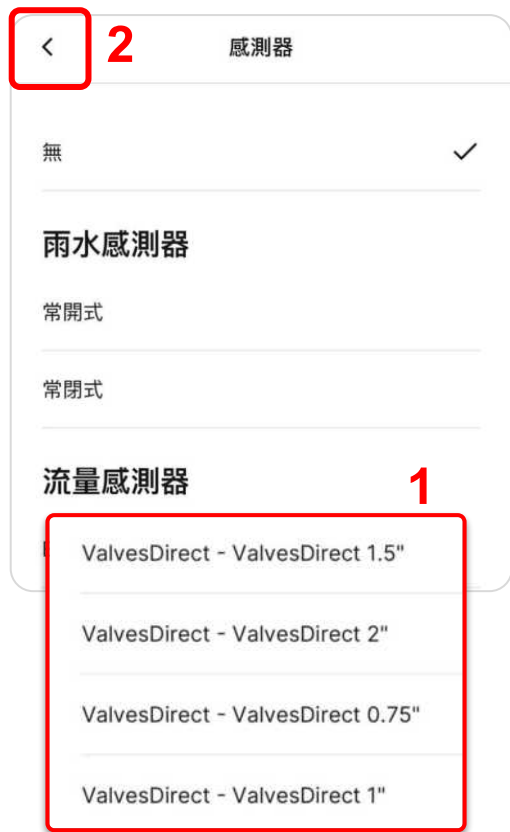 2
感測器
無
雨水感測器
常開式
常閉式
流量感測器
1
ValvesDirect - ValvesDirect 1.5"
ValvesDirect - ValvesDirect 2"
ValvesDirect - ValvesDirect 0.75"
ValvesDirect - ValvesDirect 1"